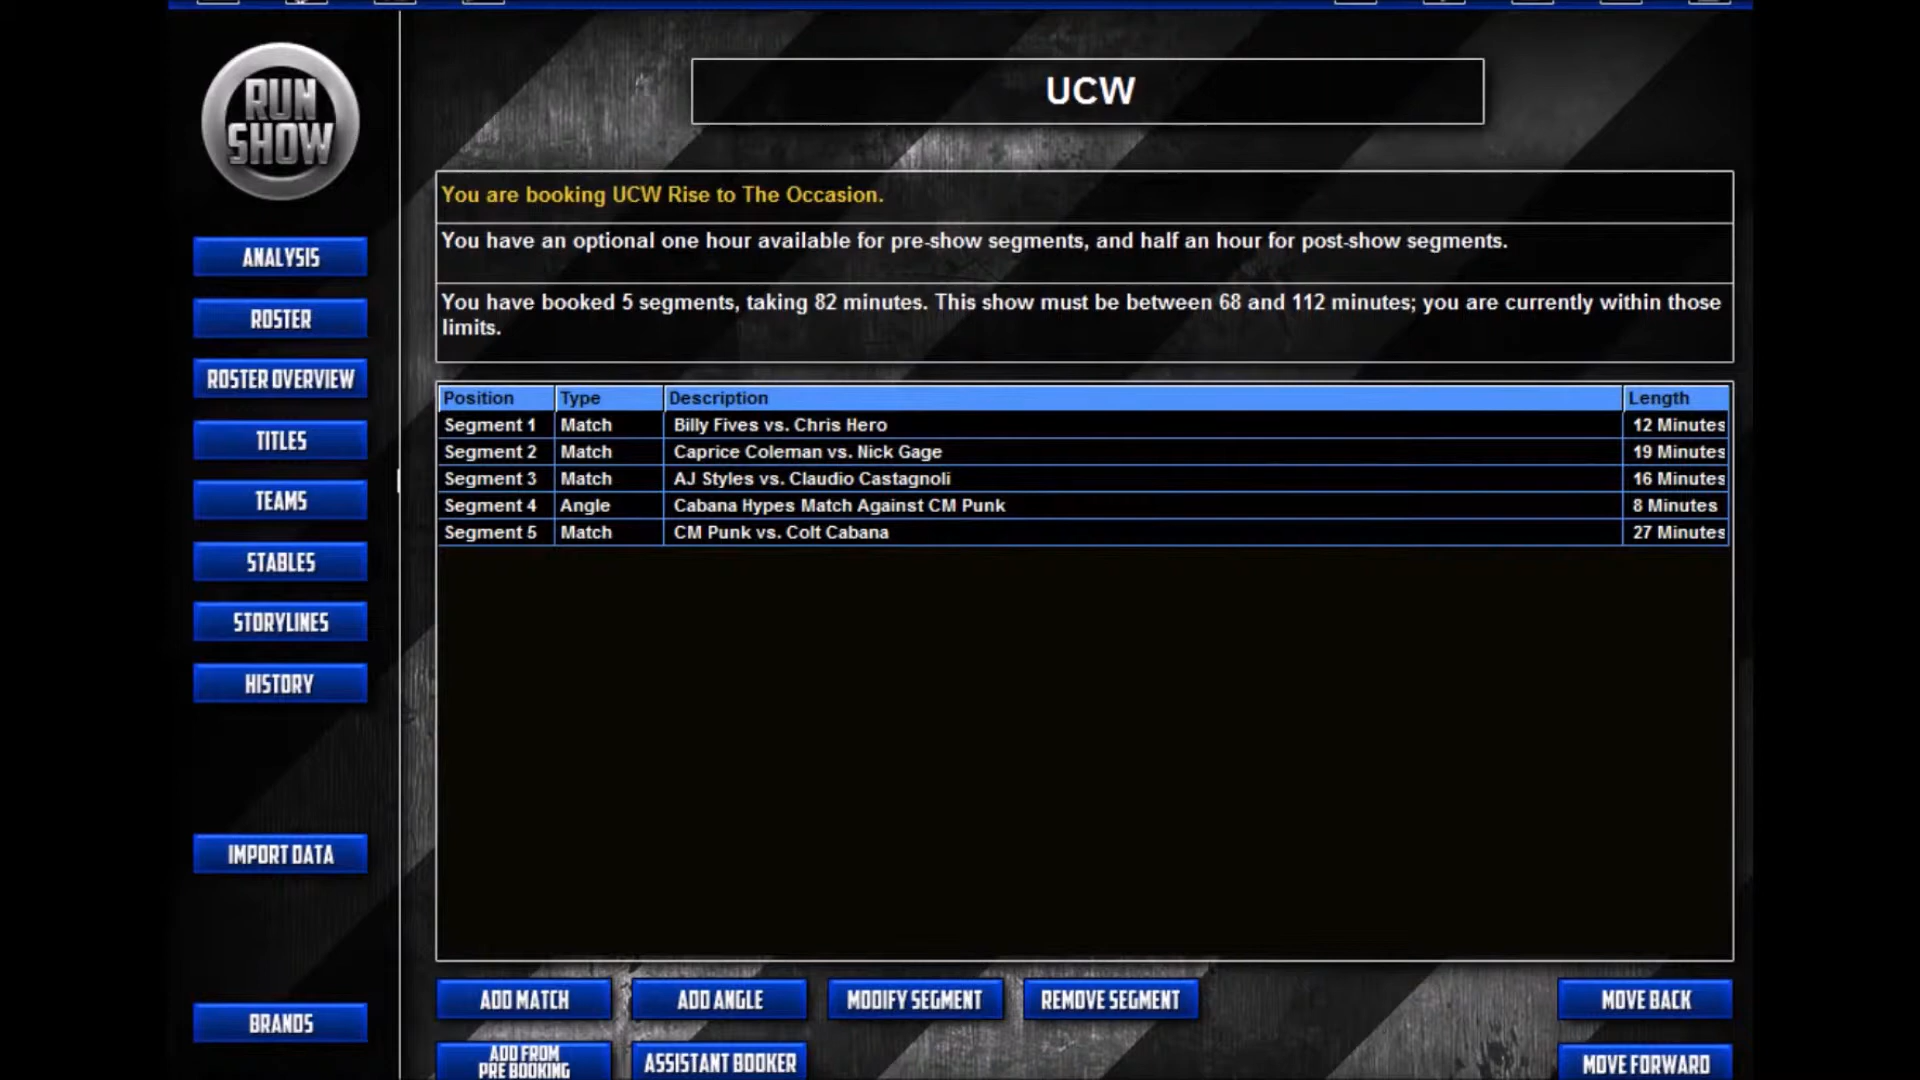 RUN
SHOW
UCW
You are booking UCW Rise to The Occasion.
You have an optional one hour available for pre-show segments, and half an hour for post-show segments.
You have booked 5 segments, taking 82 minutes. This show must be between 68 and 112 minutes; you are currently within those
limits.
ANALYSIS
ROSTER
ROSTER OVERVIEW
TITLES
TEAMS
STABLES
STORYLINES
HISTORY
IMPORT DATA
BRANDS
Position Type Description Length
Segment 1 Match Billy Fives vs. Chris Hero 12 Minutes
Segment 2 Match Caprice Coleman vs. Nick Gage 19 Minutes
Segment 3 Match AJ Styles vs. Claudio Castagnoli 16 Minutes
Segment 4 Angle Cabana Hypes Match Against CM Punk 8 Minutes
Segment 5 Match CM Punk vs. Colt Cabana 27 Minutes
ADD MATCH ADD ANGLE MODIFY SEGMENT REMOVE SEGMENT MOVE BACK
ADD FROM
PRE BOOKING
ASSISTANT BOOKER
MOVE FORWARD